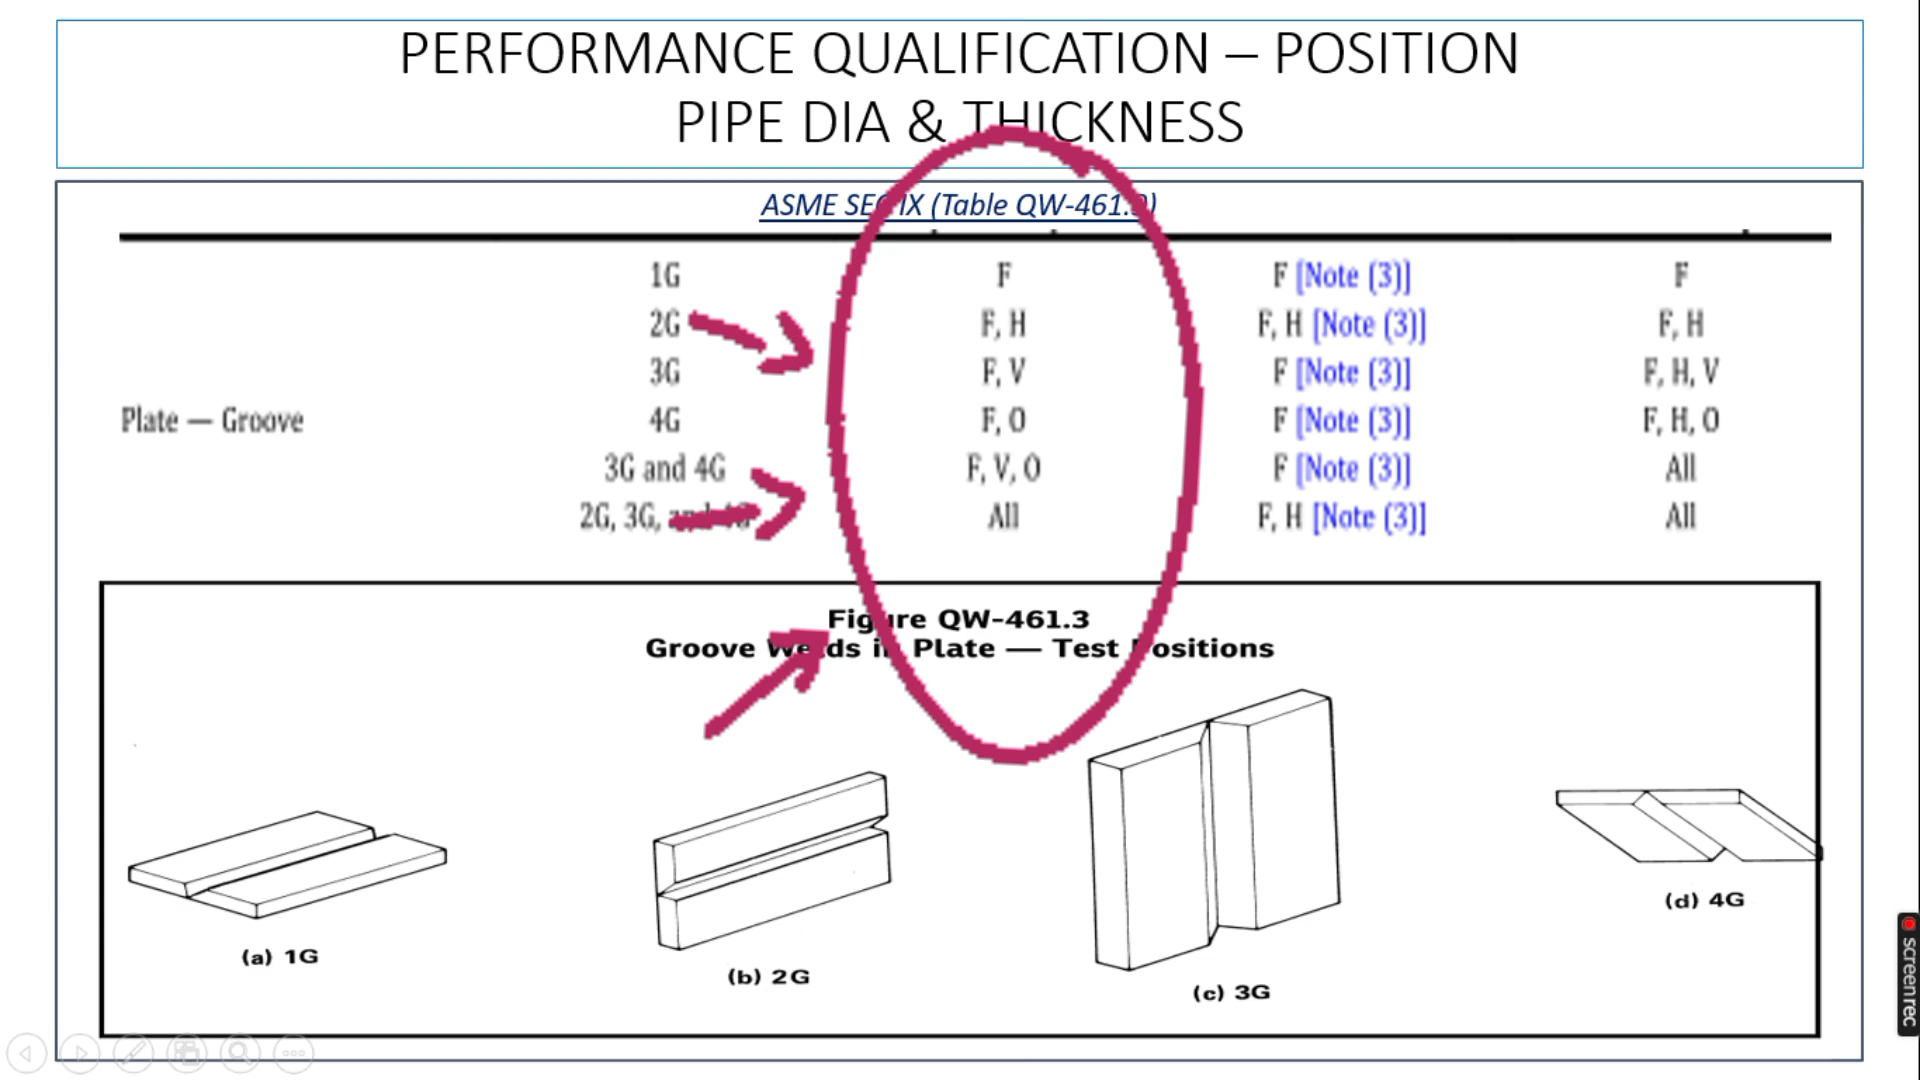 PERFORMANCE QUALIFICATION – POSITION
PIPE DIA & THICKNESS
ASME SEC IX (Table QW-461.9)
1G F F [Note (3)] F
2G F, H F, H [Note (3)] F, H
3G F, V F [Note (3)] F, H, V
Plate — Groove 4G F, O F [Note (3)] F, H, O
3G and 4G F, V, O F [Note (3)] All
2G, 3G, and 4G All F, H [Note (3)] All
Figure QW-461.3
Groove Welds in Plate — Test Positions
(a) 1G
(b) 2G
(c) 3G
(d) 4G
screenrec